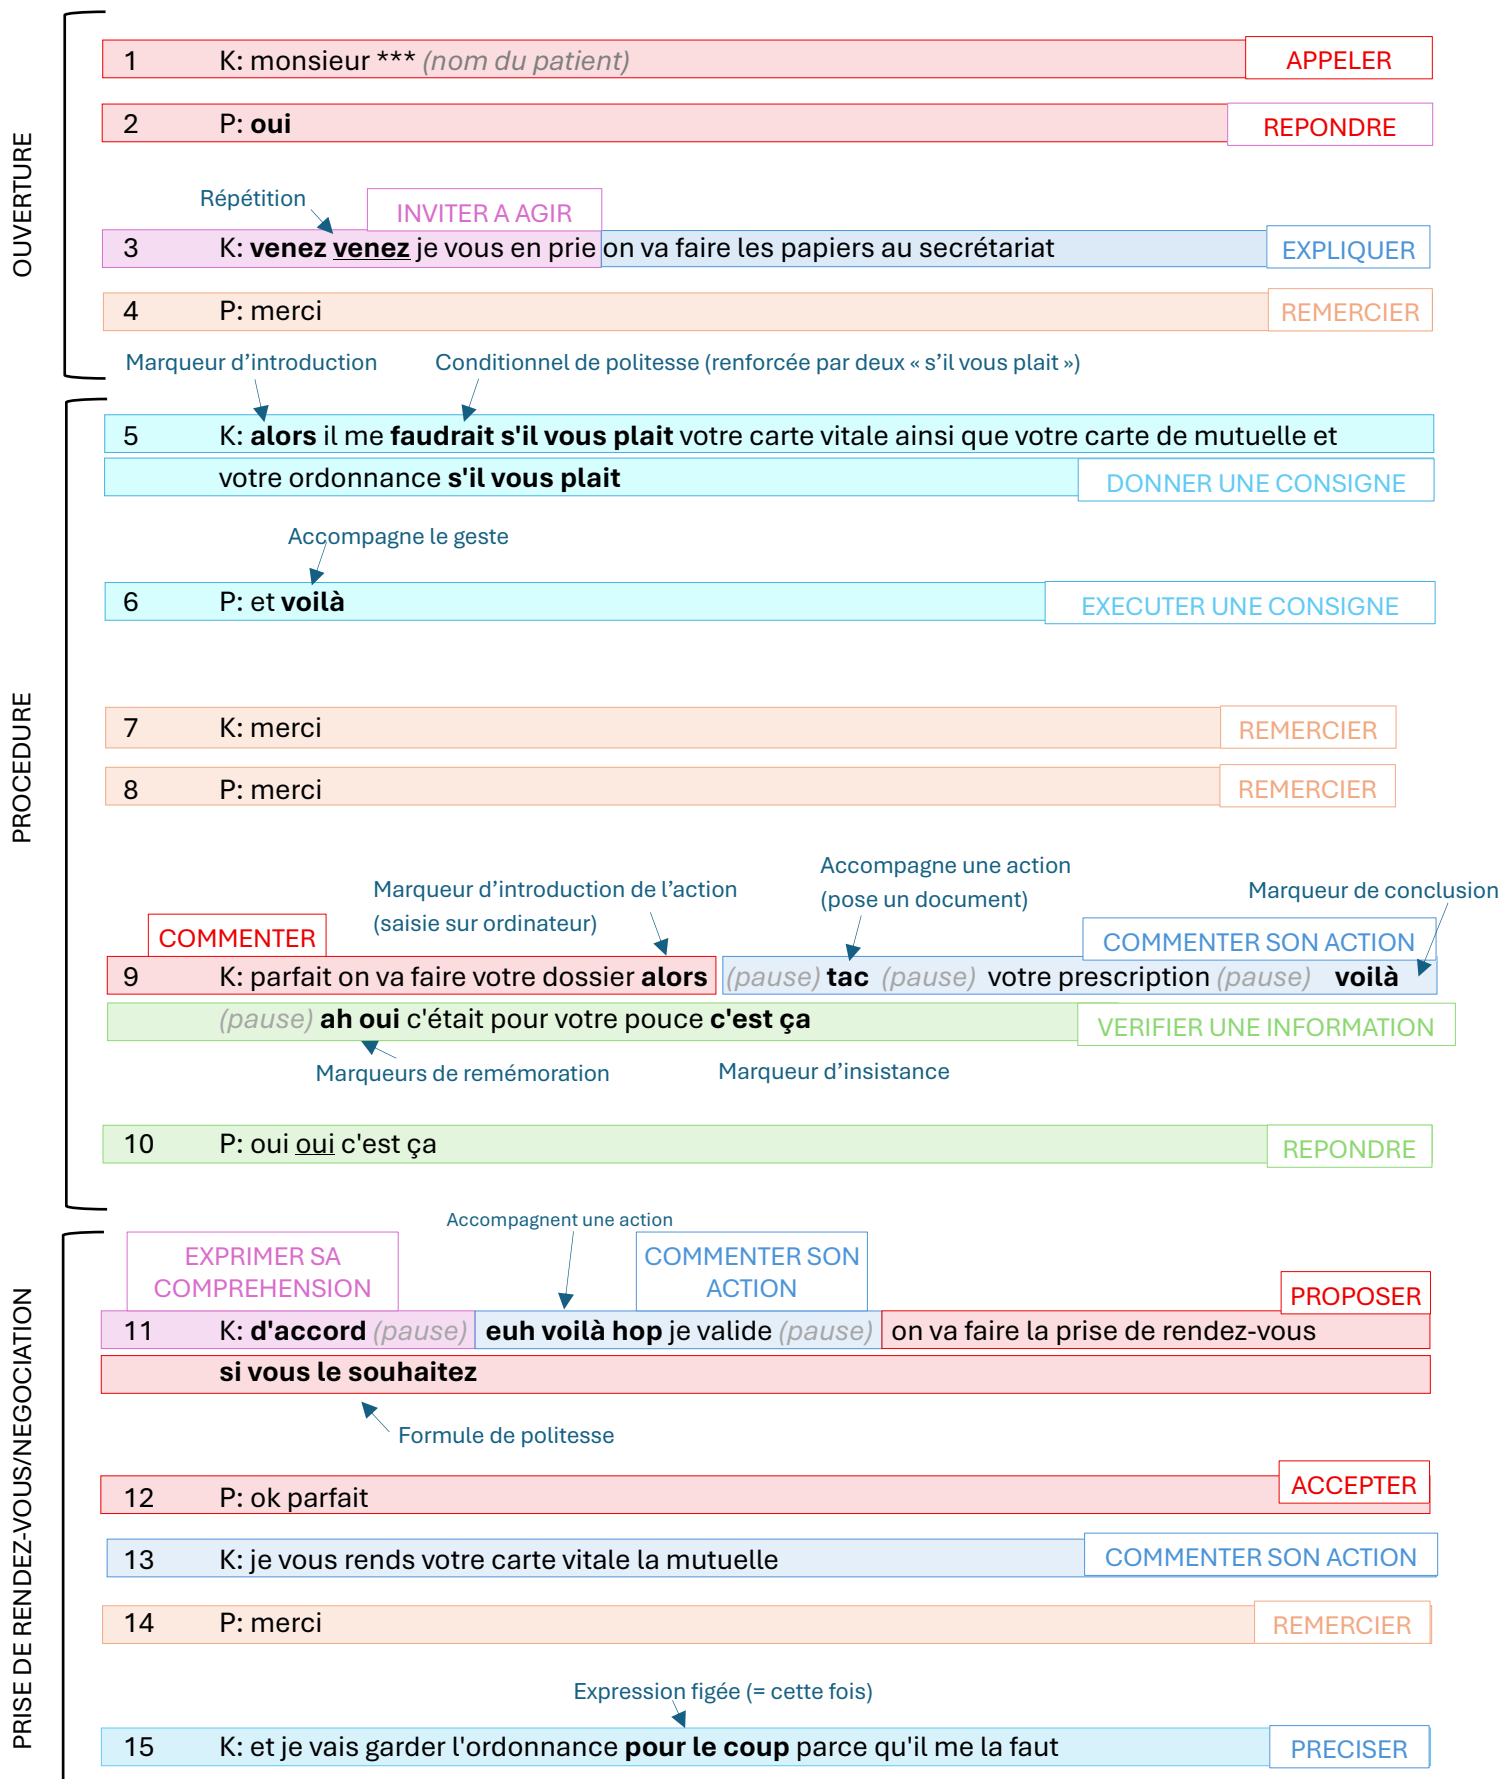 OUVERTURE
1 K: monsieur *** (nom du patient) APPELER
2 P: oui REPONDRE
Répétition
INVITER A AGIR
3 K: venez venez je vous en prie on va faire les papiers au secrétariat EXPLIQUER
4 P: merci REMERCIER
Marqueur d’introduction Conditionnel de politesse (renforcée par deux « s’il vous plait »)
PROCEDURE
5 K: alors il me faudrait s'il vous plait votre carte vitale ainsi que votre carte de mutuelle et
votre ordonnance s'il vous plait DONNER UNE CONSIGNE
Accompagne le geste
6 P: et voilà EXECUTER UNE CONSIGNE
7 K: merci REMERCIER
8 P: merci REMERCIER
Marqueur d’introduction de l’action
(saisie sur ordinateur)
Accompagne une action
(pose un document)
Marqueur de conclusion
COMMENTER COMMENTER SON ACTION
9 K: parfait on va faire votre dossier alors (pause) tac (pause) votre prescription (pause) voilà
(pause) ah oui c'était pour votre pouce c'est ça VERIFIER UNE INFORMATION
Marqueurs de remémoration Marqueur d’insistance
10 P: oui oui c'est ça REPONDRE
PRISE DE RENDEZ-VOUS/NEGOCIATION
Accompagnent une action
EXPRIMER SA
COMPREHENSION
COMMENTER SON
ACTION
PROPOSER
11 K: d'accord (pause) euh voilà hop je valide (pause) on va faire la prise de rendez-vous
si vous le souhaitez
Formule de politesse
12 P: ok parfait ACCEPTER
13 K: je vous rends votre carte vitale la mutuelle COMMENTER SON ACTION
14 P: merci REMERCIER
Expression figée (= cette fois)
15 K: et je vais garder l'ordonnance pour le coup parce qu'il me la faut PRECISER